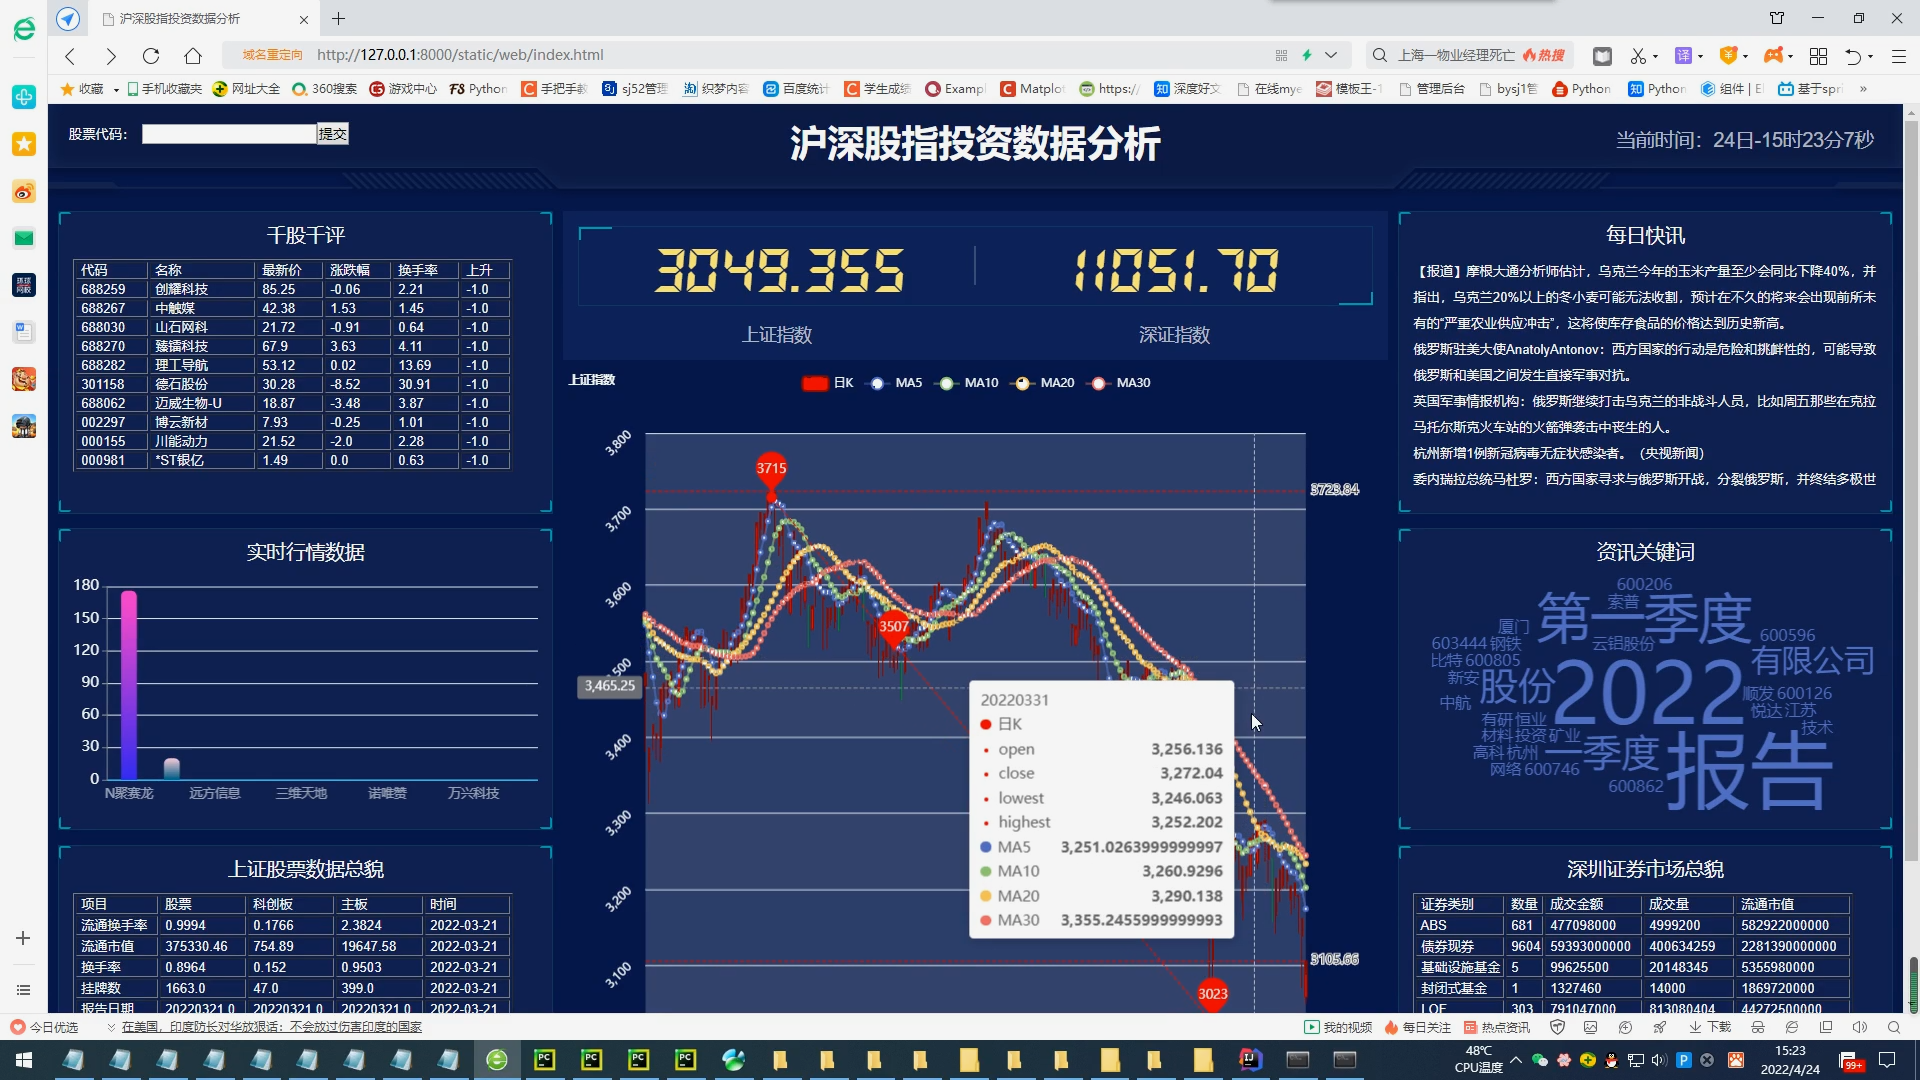 沪深股指投资数据分析
域名重定向 http://127.0.0.1:8000/static/web/index.html
上海一物业经理死亡 热搜
收藏 手机收藏夹 网址大全 360搜索 游戏中心 Python 手把手 sj52管理 织梦内容 百度统计 学生成绩 Exampl Matplo https:/ 深度好文 在线mye 模板王-1 管理后台 bysj1管 Python Python 组件 | El 基于spri »
股票代码： 提交
沪深股指投资数据分析
当前时间：24日-15时23分7秒
千股千评
代码 名称 最新价 涨跌幅 换手率 上升
688259 创耀科技 85.25 -0.06 2.21 -1.0
688267 中触媒 42.38 1.53 1.45 -1.0
688030 山石网科 21.72 -0.91 0.64 -1.0
688270 臻镭科技 67.9 3.63 4.11 -1.0
688282 理工导航 53.12 0.02 13.69 -1.0
301158 德石股份 30.28 -8.52 30.91 -1.0
688062 迈威生物-U 18.87 -3.48 3.87 -1.0
002297 博云新材 7.93 -0.25 1.01 -1.0
000155 川能动力 21.52 -2.0 2.28 -1.0
000981 *ST银亿 1.49 0.0 0.63 -1.0
实时行情数据
180
150
120
90
60
30
0
N聚赛龙 远方信息 三维天地 诺唯赞 万兴科技
上证股票数据总貌
项目 股票 科创板 主板 时间
流通换手率 0.9994 0.1766 2.3824 2022-03-21
流通市值 375330.46 754.89 19647.58 2022-03-21
换手率 0.8964 0.152 0.9503 2022-03-21
挂牌数 1663.0 47.0 399.0 2022-03-21
报告日期 20220321.0 20220321.0 20220321.0 2022-03-21
3049.355 11051.70
上证指数 深证指数
上证指数 日K MA5 MA10 MA20 MA30
3,800
3,700
3,600
3,500
3,400
3,300
3,200
3,100
3,465.25
3715
3507
3023
3723.84
3105.66
20220331
日K
open 3,256.136
close 3,272.04
lowest 3,246.063
highest 3,252.202
MA5 3,251.0263999999997
MA10 3,260.9296
MA20 3,290.138
MA30 3,355.2455999999993
每日快讯
【报道】摩根大通分析师估计，乌克兰今年的玉米产量至少会同比下降40%，并
指出，乌克兰20%以上的冬小麦可能无法收割，预计在不久的将来会出现前所未
有的“严重农业供应冲击”，这将使库存食品的价格达到历史新高。
俄罗斯驻美大使AnatolyAntonov：西方国家的行动是危险和挑衅性的，可能导致
俄罗斯和美国之间发生直接军事对抗。
英国军事情报机构：俄罗斯继续打击乌克兰的非战斗人员，比如周五那些在克拉
马托尔斯克火车站的火箭弹袭击中丧生的人。
杭州新增1例新冠病毒无症状感染者。（央视新闻）
委内瑞拉总统马杜罗：西方国家寻求与俄罗斯开战，分裂俄罗斯，并终结多极世
资讯关键词
600206
索普
第一季度
厦门
云铝股份
600596
603444 钢铁
有限公司
比特 600805
新安
股份
2022
顺发 600126
中航
悦达 江苏
有研 恒业
技术
材料 投资 矿业
高科 杭州
一季度
报告
网络 600746
600862
深圳证券市场总貌
证券类别 数量 成交金额 成交量 流通市值
ABS 681 477098000 4999200 582922000000
债券现券 9604 59393000000 400634259 2281390000000
基础设施基金 5 99625500 20148345 5355980000
封闭式基金 1 1327460 14000 1869720000
LOF 303 791047000 813080404 44272500000
今日优选 在美国，印度防长对华放狠话：不会放过伤害印度的国家
我的视频 每日关注 热点资讯 下载
48℃
CPU温度
15:23
2022/4/24
99+